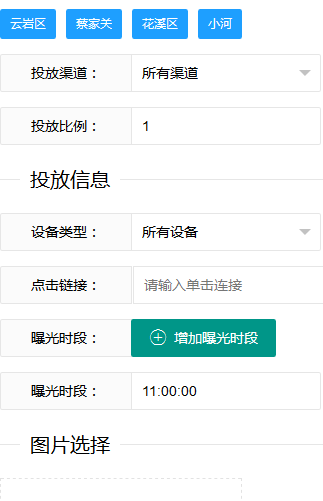 云岩区 蔡家关 花溪区 小河
投放渠道： 所有渠道
投放比例： 1
投放信息
设备类型： 所有设备
点击链接： 请输入单击连接
曝光时段： 增加曝光时段
曝光时段： 11:00:00
图片选择